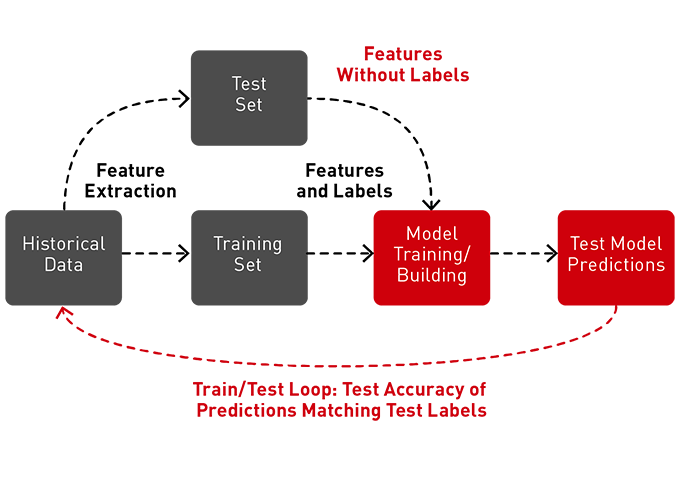 Features
Without Labels
Test
Set
Feature
Extraction
Features
and Labels
Historical
Data
Training
Set
Model
Training/
Building
Test Model
Predictions
Train/Test Loop: Test Accuracy of
Predictions Matching Test Labels